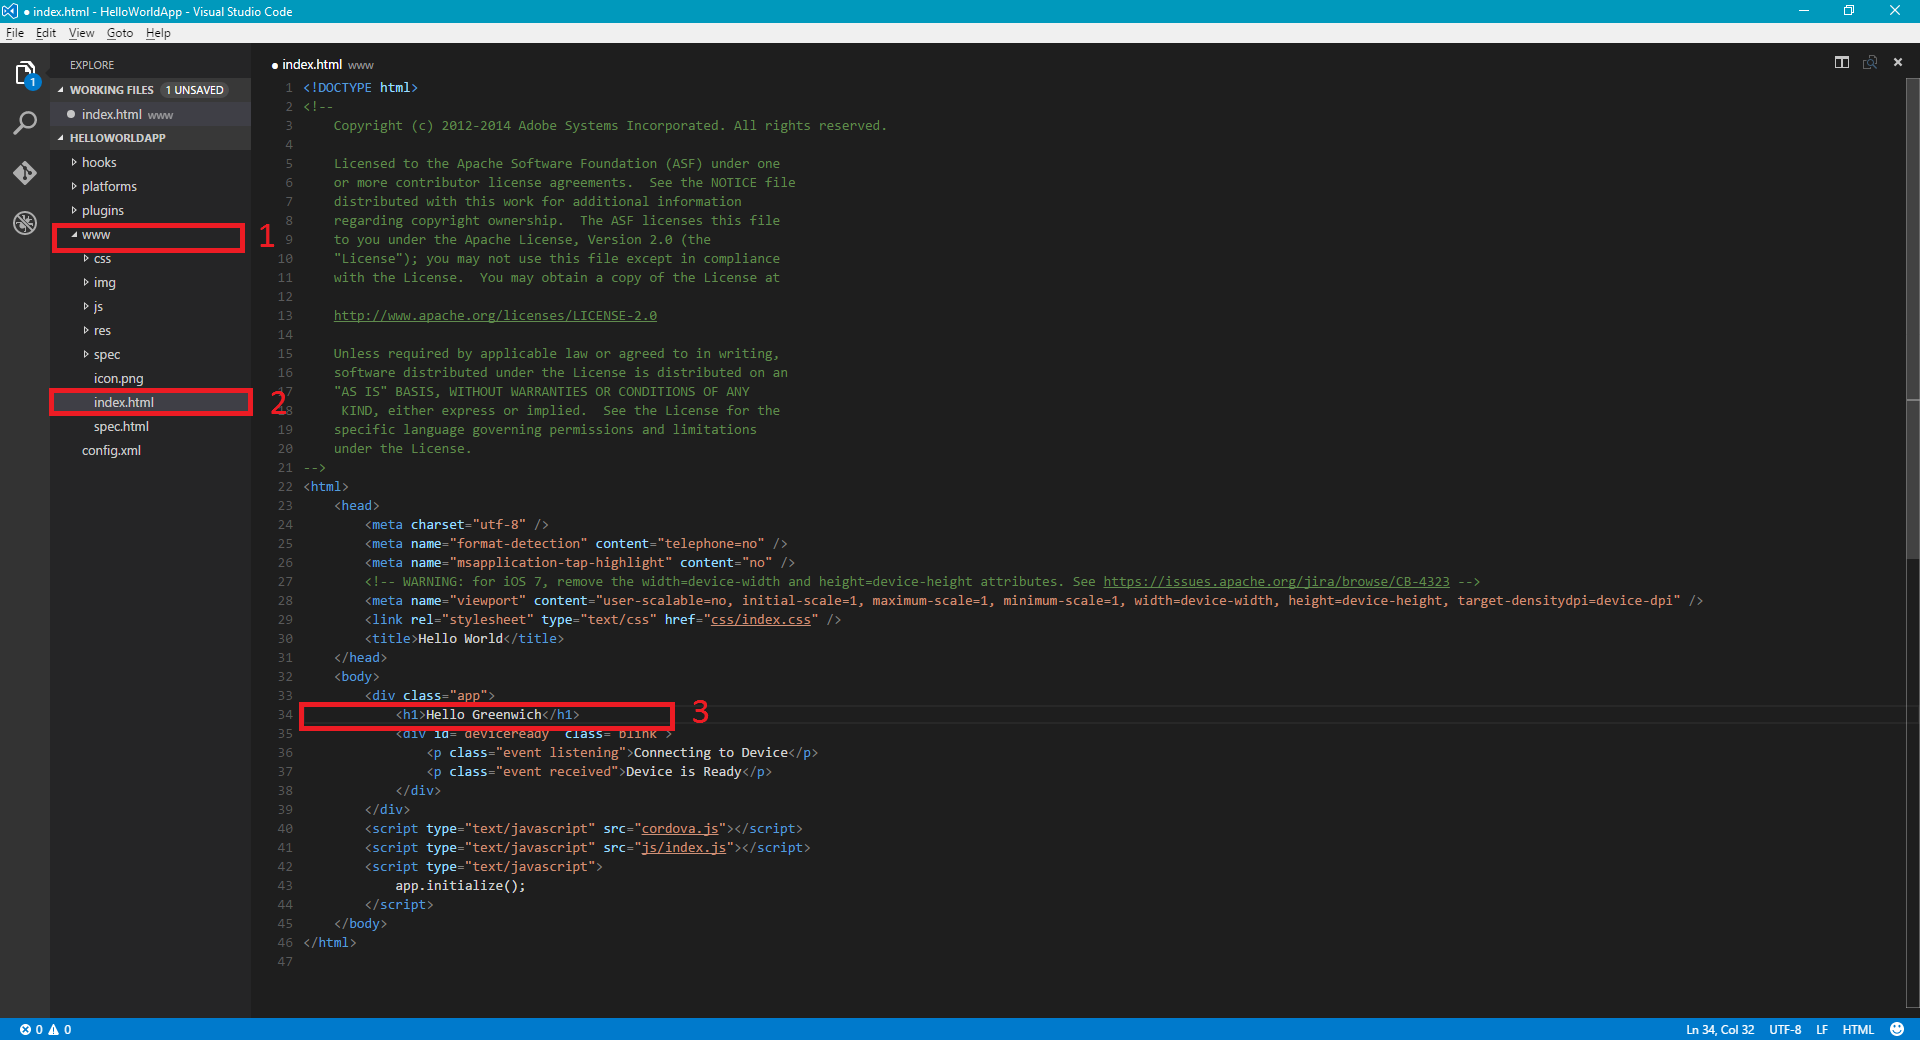 ● index.html - HelloWorldApp - Visual Studio Code
File Edit View Goto Help
1
EXPLORE
WORKING FILES 1 UNSAVED
index.html www
HELLOWORLDAPP
hooks
platforms
plugins
www
1
css
img
js
res
spec
icon.png
index.html
2
spec.html
config.xml
● index.html www
1 <!DOCTYPE html>
2 <!--
3 Copyright (c) 2012-2014 Adobe Systems Incorporated. All rights reserved.
4
5 Licensed to the Apache Software Foundation (ASF) under one
6 or more contributor license agreements.  See the NOTICE file
7 distributed with this work for additional information
8 regarding copyright ownership.  The ASF licenses this file
9 to you under the Apache License, Version 2.0 (the
10 "License"); you may not use this file except in compliance
11 with the License.  You may obtain a copy of the License at
12
13 http://www.apache.org/licenses/LICENSE-2.0
14
15 Unless required by applicable law or agreed to in writing,
16 software distributed under the License is distributed on an
17 "AS IS" BASIS, WITHOUT WARRANTIES OR CONDITIONS OF ANY
18 KIND, either express or implied.  See the License for the
19 specific language governing permissions and limitations
20 under the License.
21 -->
22 <html>
23 <head>
24 <meta charset="utf-8" />
25 <meta name="format-detection" content="telephone=no" />
26 <meta name="msapplication-tap-highlight" content="no" />
27 <!-- WARNING: for iOS 7, remove the width=device-width and height=device-height attributes. See https://issues.apache.org/jira/browse/CB-4323 -->
28 <meta name="viewport" content="user-scalable=no, initial-scale=1, maximum-scale=1, minimum-scale=1, width=device-width, height=device-height, target-densitydpi=device-dpi" />
29 <link rel="stylesheet" type="text/css" href="css/index.css" />
30 <title>Hello World</title>
31 </head>
32 <body>
33 <div class="app">
34 <h1>Hello Greenwich</h1>
3
35 <div id="deviceready" class="blink">
36 <p class="event listening">Connecting to Device</p>
37 <p class="event received">Device is Ready</p>
38 </div>
39 </div>
40 <script type="text/javascript" src="cordova.js"></script>
41 <script type="text/javascript" src="js/index.js"></script>
42 <script type="text/javascript">
43 app.initialize();
44 </script>
45 </body>
46 </html>
47
0 0
Ln 34, Col 32 UTF-8 LF HTML